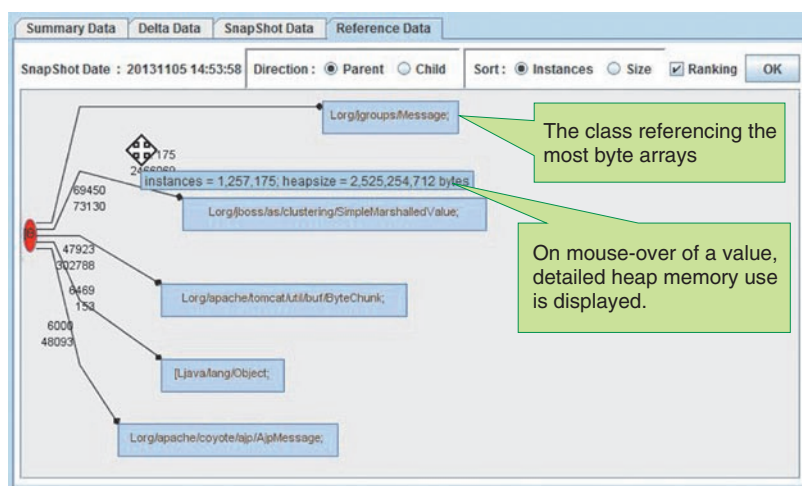 Summary Data Delta Data SnapShot Data Reference Data
SnapShot Date : 20131105 14:53:58 Direction : Parent Child Sort : Instances Size Ranking OK
Lorg/jgroups/Message;
The class referencing the
most byte arrays
175
instances = 1,257,175; heapsize = 2,525,254,712 bytes
69450
73130
Lorg/jboss/as/clustering/SimpleMarshalledValue;
On mouse-over of a value,
detailed heap memory use
is displayed.
47923
302788
Lorg/apache/tomcat/util/buf/ByteChunk;
6469
153
6000
48093
[Ljava/lang/Object;
Lorg/apache/coyote/ajp/AjpMessage;